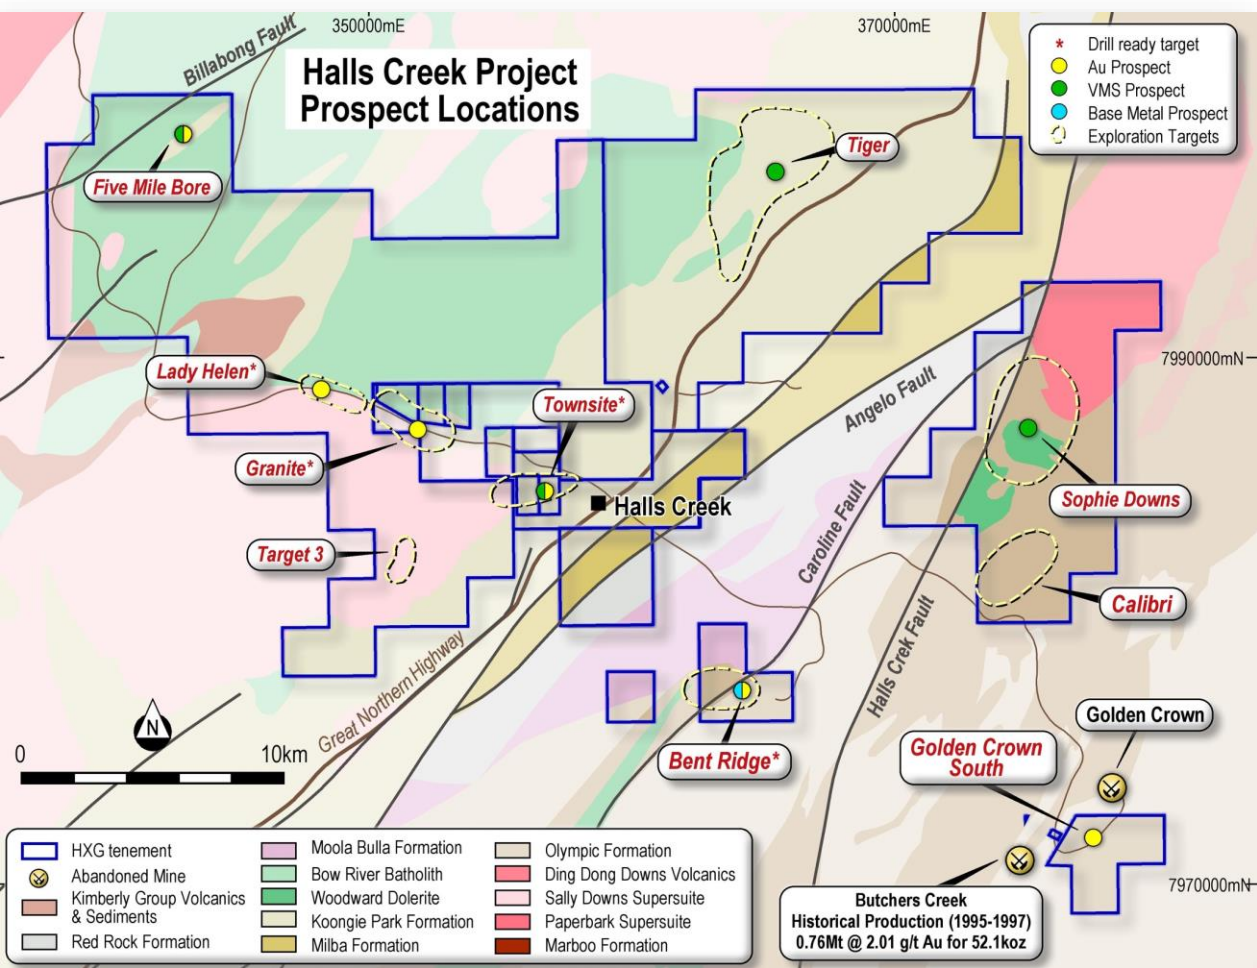 350000mE
370000mE
Billabong Fault
Halls Creek Project
Prospect Locations
* Drill ready target
Au Prospect
VMS Prospect
Base Metal Prospect
Exploration Targets
Tiger
Five Mile Bore
7990000mN
Lady Helen*
Townsite*
Angelo Fault
Granite*
Sophie Downs
Halls Creek
Caroline Fault
Target 3
Calibri
Halls Crek Fault
Great Northern Highway
N
0
10km
Bent Ridge*
Golden Crown
Golden Crown
South
HXG tenement
Abandoned Mine
Kimberly Group Volcanics
& Sediments
Red Rock Formation
Moola Bulla Formation
Bow River Batholith
Woodward Dolerite
Koongie Park Formation
Milba Formation
Olympic Formation
Ding Dong Downs Volcanics
Sally Downs Supersuite
Paperbark Supersuite
Marboo Formation
Butchers Creek
Historical Production (1995-1997)
0.76Mt @ 2.01 g/t Au for 52.1koz
7970000mN